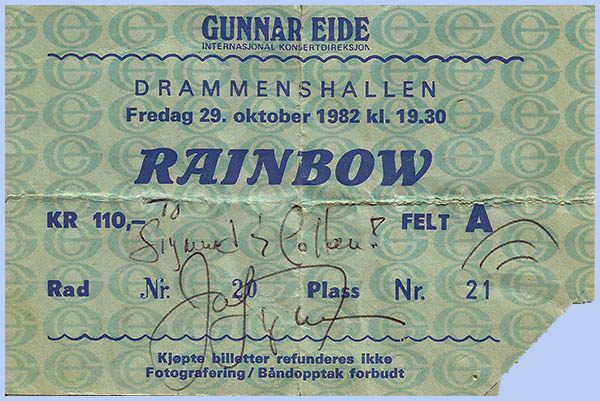 GUNNAR EIDE
INTERNASJONAL KONSERTDIREKSJON
DRAMMENSHALLEN
Fredag 29. oktober 1982 kl. 19.30
RAINBOW
KR 110,– FELT A
To
Rad Nr. 20 Plass Nr. 21
Kjøpte billetter refunderes ikke
Fotografering / Båndopptak forbudt